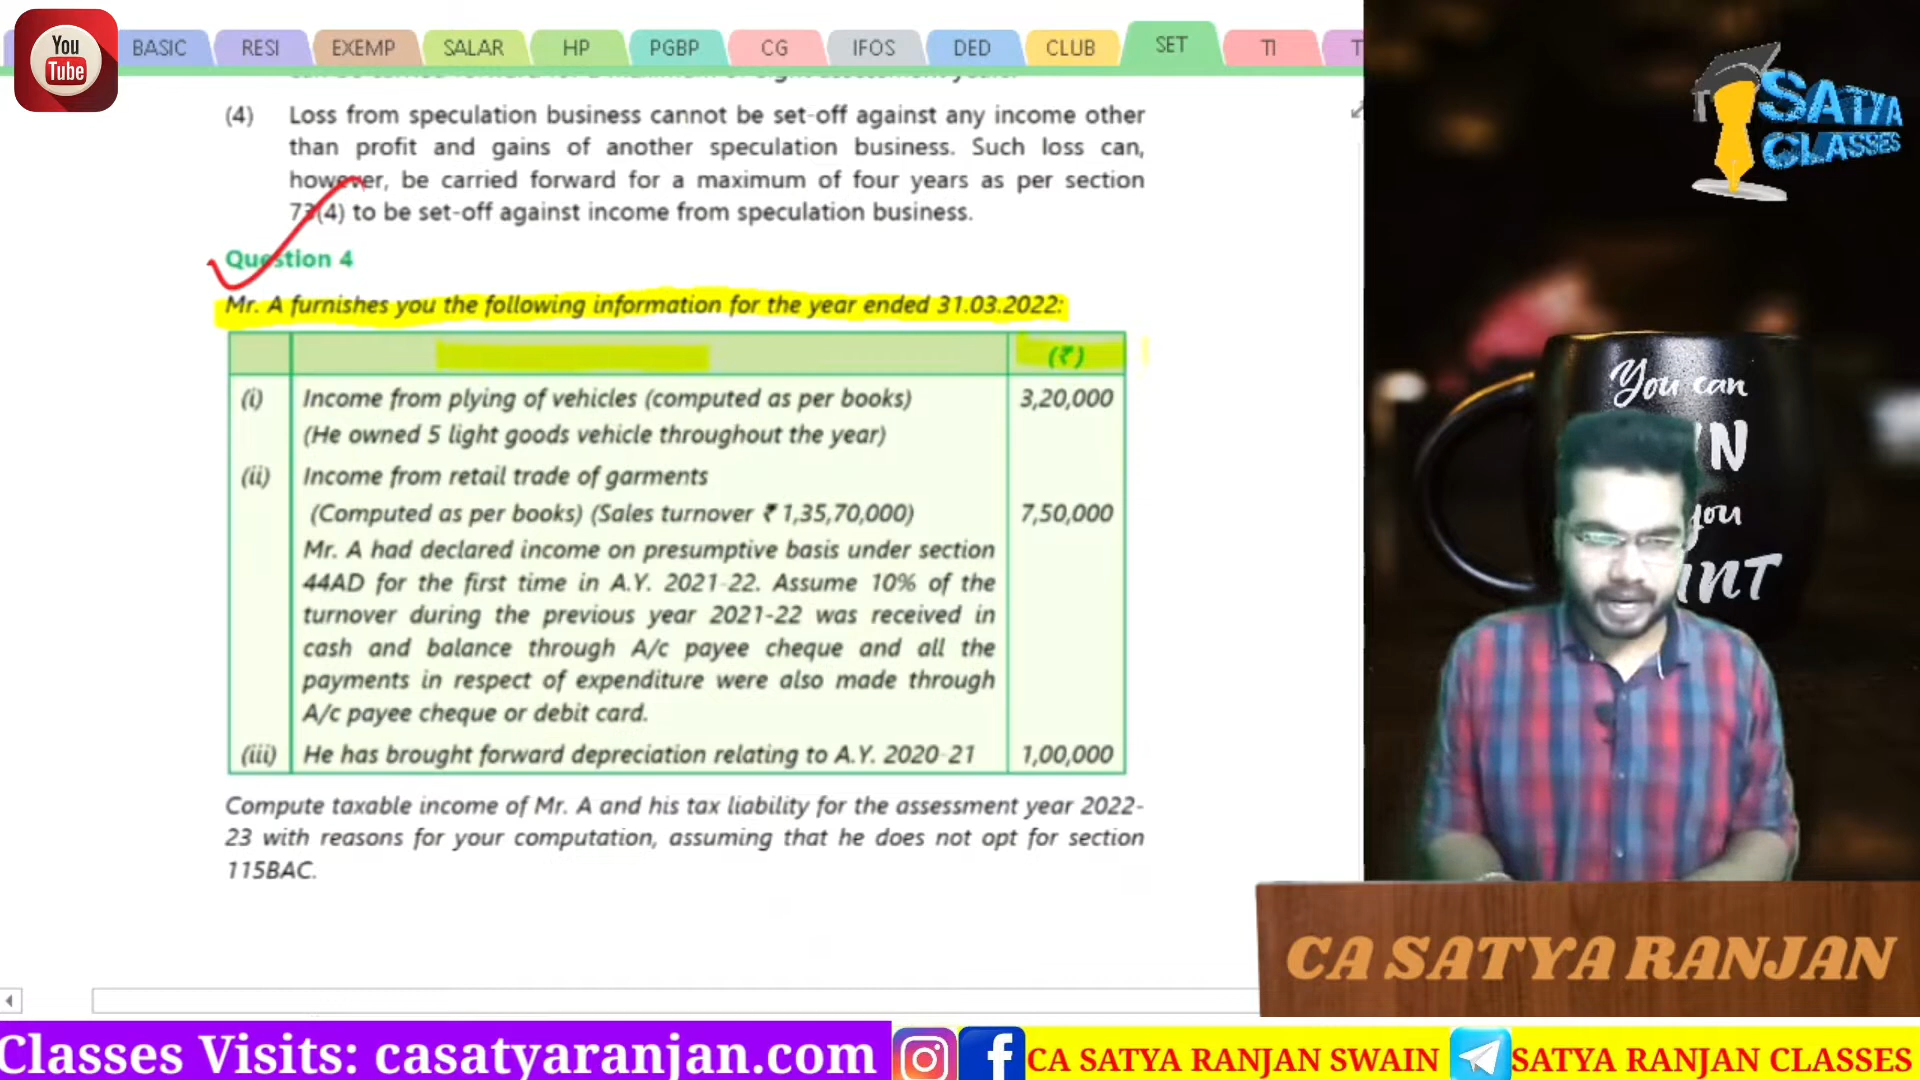 You
Tube
BASIC
RESI
EXEMP
SALAR
HP
PGBP
CG
IFOS
DED
CLUB
SET
TI
T
SATYA
CLASSES
(4) Loss from speculation business cannot be set-off against any income other
than profit and gains of another speculation business. Such loss can,
however, be carried forward for a maximum of four years as per section
73(4) to be set-off against income from speculation business.
Question 4
Mr. A furnishes you the following information for the year ended 31.03.2022:
(₹)
(i) Income from plying of vehicles (computed as per books) 3,20,000
(He owned 5 light goods vehicle throughout the year)
(ii) Income from retail trade of garments
(Computed as per books) (Sales turnover ₹ 1,35,70,000) 7,50,000
Mr. A had declared income on presumptive basis under section
44AD for the first time in A.Y. 2021-22. Assume 10% of the
turnover during the previous year 2021-22 was received in
cash and balance through A/c payee cheque and all the
payments in respect of expenditure were also made through
A/c payee cheque or debit card.
(iii) He has brought forward depreciation relating to A.Y. 2020-21 1,00,000
Compute taxable income of Mr. A and his tax liability for the assessment year 2022-
23 with reasons for your computation, assuming that he does not opt for section
115BAC.
You can
N
you
INT
CA SATYA RANJAN
Classes Visits: casatyaranjan.com
CA SATYA RANJAN SWAIN
SATYA RANJAN CLASSES